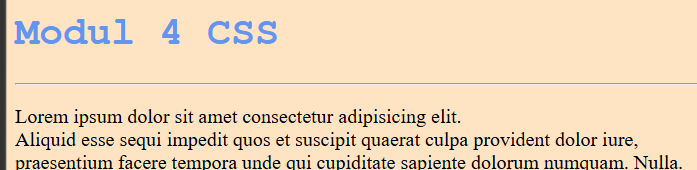 Modul 4 CSS
Lorem ipsum dolor sit amet consectetur adipisicing elit.
Aliquid esse sequi impedit quos et suscipit quaerat culpa provident dolor iure,
praesentium facere tempora unde qui cupiditate sapiente dolorum numquam. Nulla.